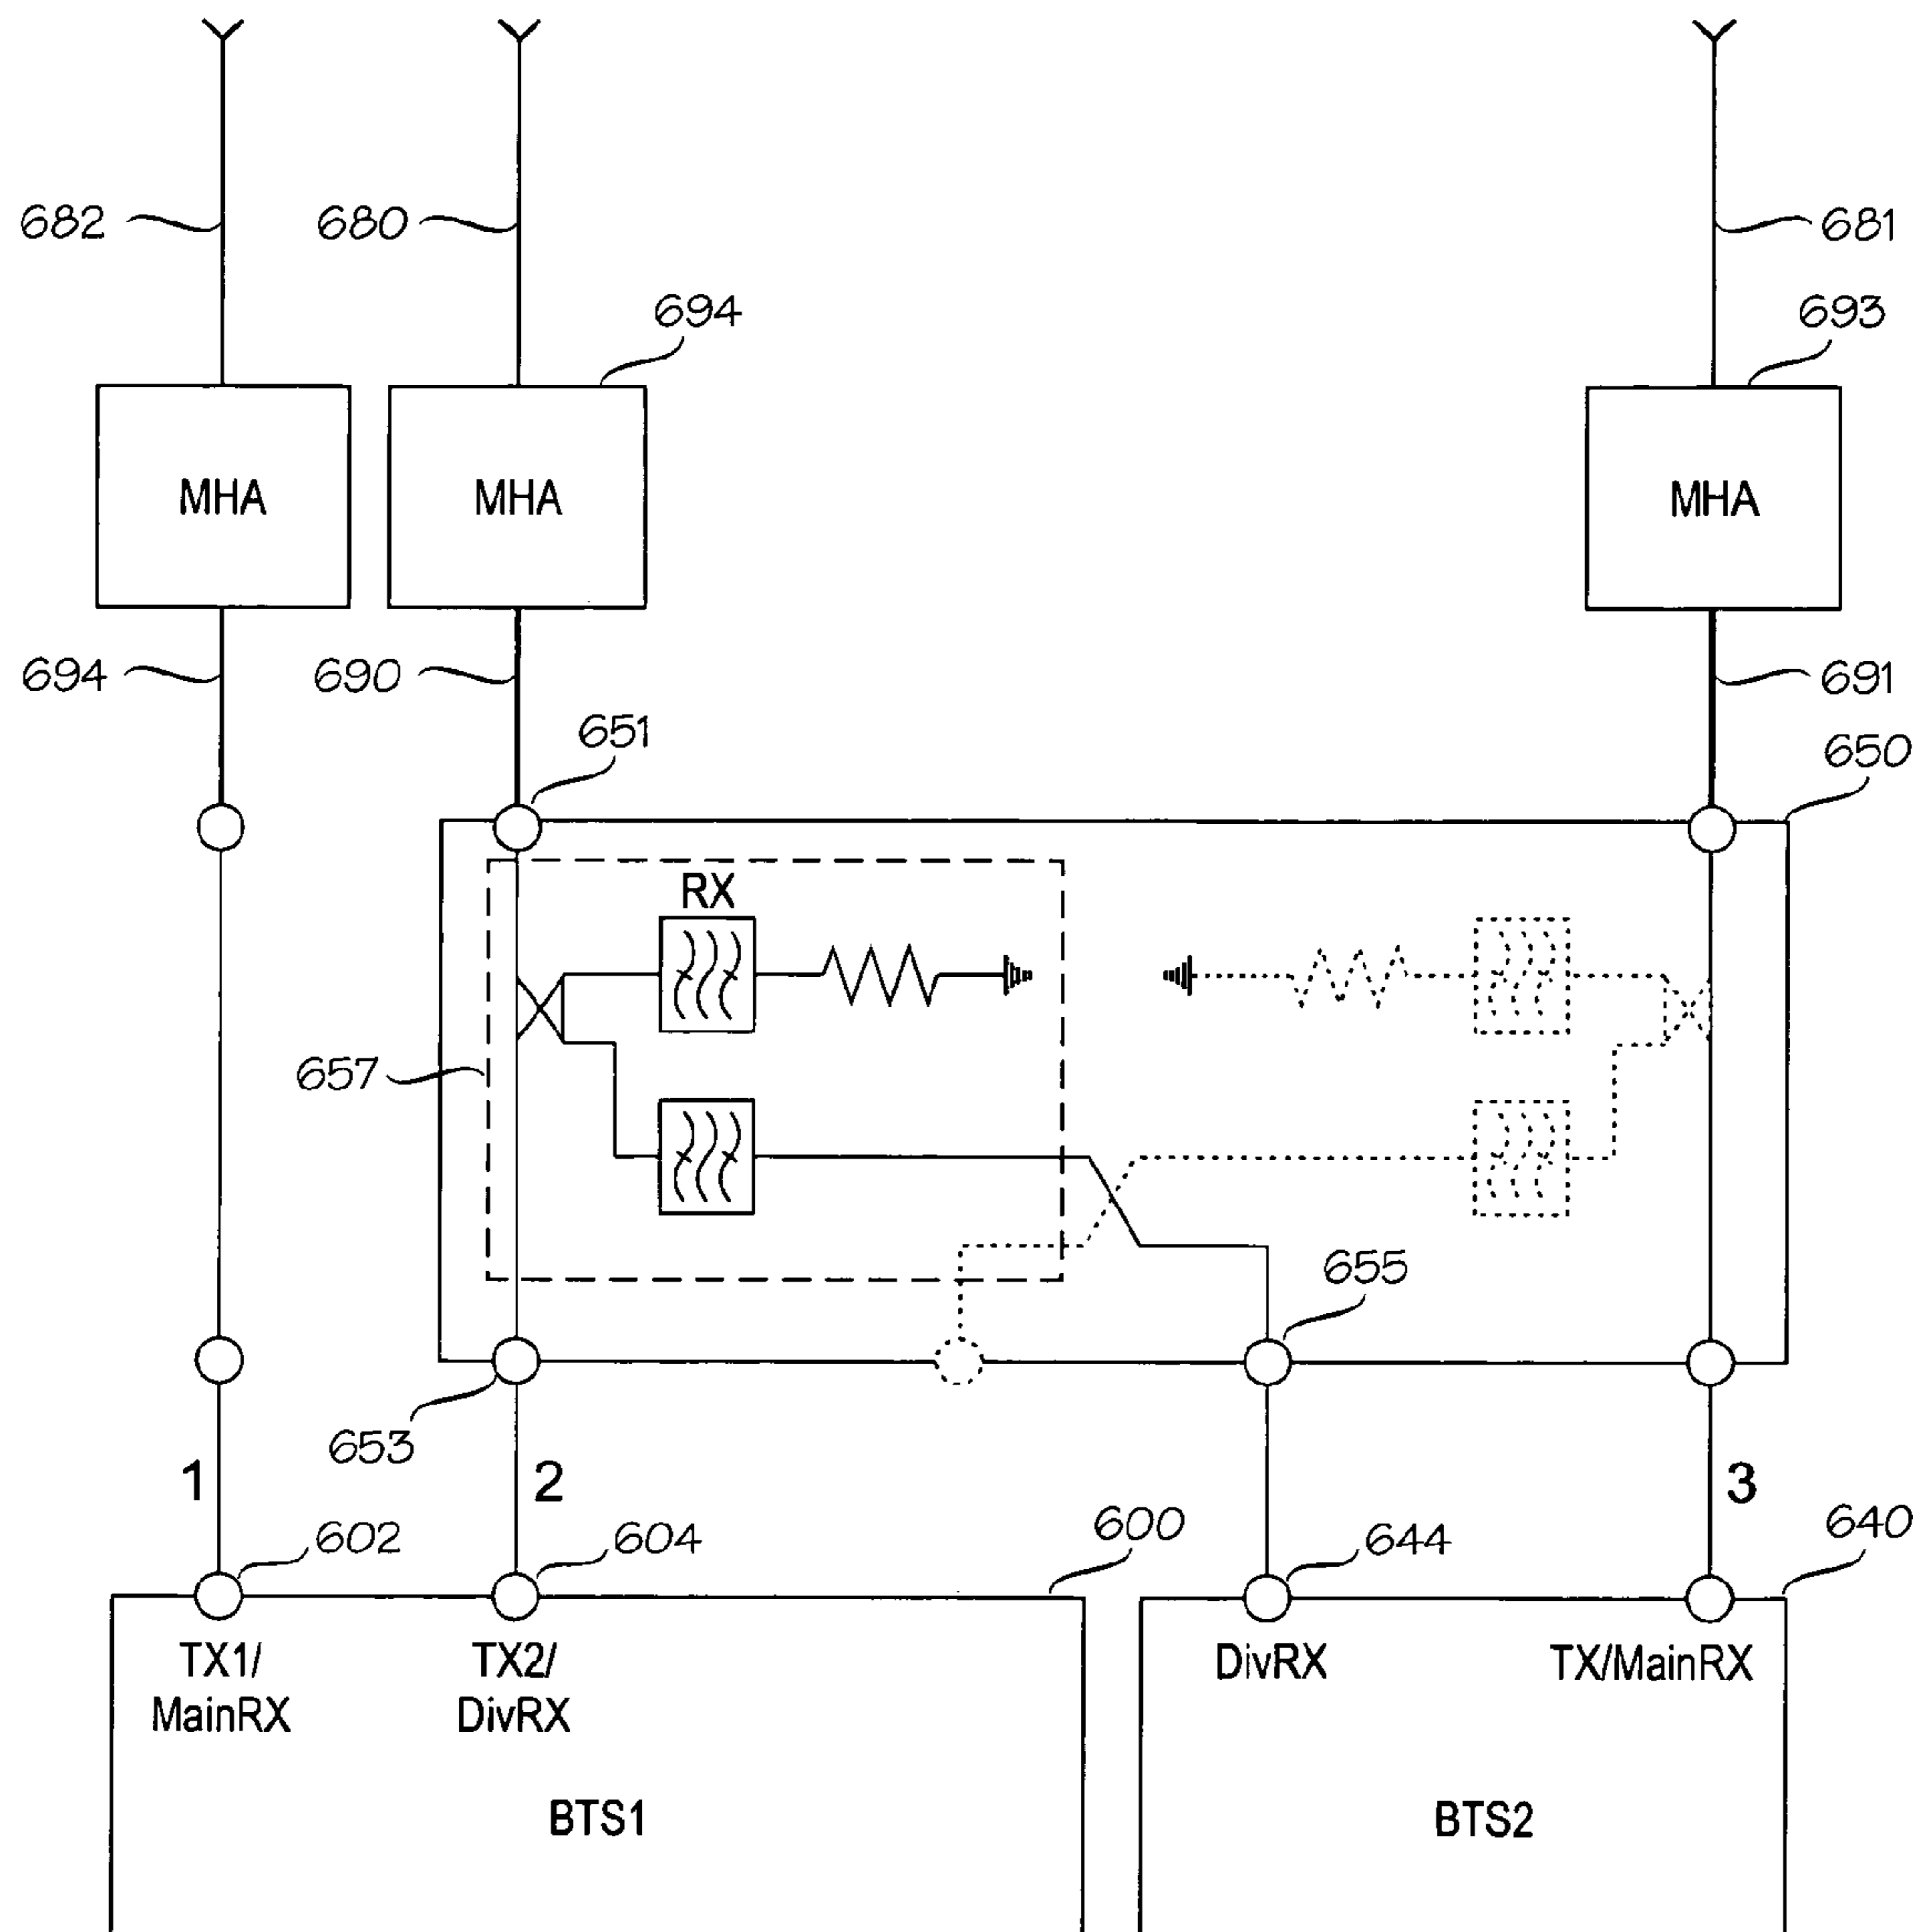 682
680
681
694
693
MHA
MHA
MHA
694
690
691
651
650
RX
657
655
653
1
2
3
602
604
600
644
640
TX1/
MainRX
TX2/
DivRX
DivRX
TX/MainRX
BTS1
BTS2